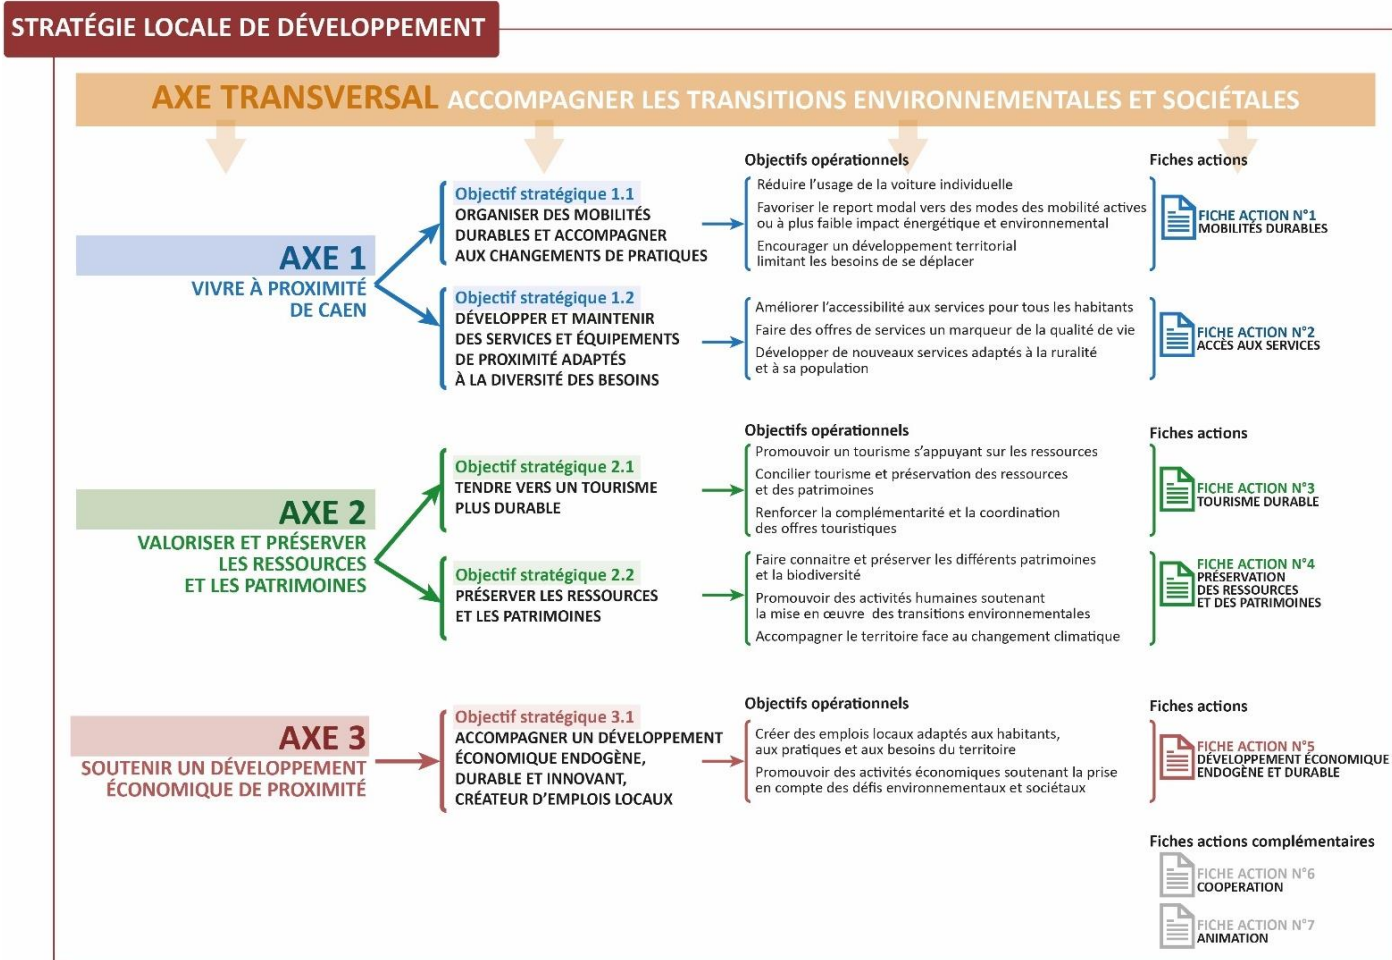 STRATÉGIE LOCALE DE DÉVELOPPEMENT
AXE TRANSVERSAL ACCOMPAGNER LES TRANSITIONS ENVIRONNEMENTALES ET SOCIÉTALES
AXE 1
VIVRE À PROXIMITÉ
DE CAEN
Objectif stratégique 1.1
ORGANISER DES MOBILITÉS
DURABLES ET ACCOMPAGNER
AUX CHANGEMENTS DE PRATIQUES
Objectifs opérationnels
Réduire l'usage de la voiture individuelle
Favoriser le report modal vers des modes des mobilité actives
ou à plus faible impact énergétique et environnemental
Encourager un développement territorial
limitant les besoins de se déplacer
Fiches actions
FICHE ACTION N°1
MOBILITÉS DURABLES
Objectif stratégique 1.2
DÉVELOPPER ET MAINTENIR
DES SERVICES ET ÉQUIPEMENTS
DE PROXIMITÉ ADAPTÉS
À LA DIVERSITÉ DES BESOINS
Améliorer l'accessibilité aux services pour tous les habitants
Faire des offres de services un marqueur de la qualité de vie
Développer de nouveaux services adaptés à la ruralité
et à sa population
FICHE ACTION N°2
ACCÈS AUX SERVICES
AXE 2
VALORISER ET PRÉSERVER
LES RESSOURCES
ET LES PATRIMOINES
Objectif stratégique 2.1
TENDRE VERS UN TOURISME
PLUS DURABLE
Objectifs opérationnels
Promouvoir un tourisme s'appuyant sur les ressources
Concilier tourisme et préservation des ressources
et des patrimoines
Renforcer la complémentarité et la coordination
des offres touristiques
Fiches actions
FICHE ACTION N°3
TOURISME DURABLE
Objectif stratégique 2.2
PRÉSERVER LES RESSOURCES
ET LES PATRIMOINES
Faire connaitre et préserver les différents patrimoines
et la biodiversité
Promouvoir des activités humaines soutenant
la mise en œuvre des transitions environnementales
Accompagner le territoire face au changement climatique
FICHE ACTION N°4
PRÉSERVATION
DES RESSOURCES
ET DES PATRIMOINES
AXE 3
SOUTENIR UN DÉVELOPPEMENT
ÉCONOMIQUE DE PROXIMITÉ
Objectif stratégique 3.1
ACCOMPAGNER UN DÉVELOPPEMENT
ÉCONOMIQUE ENDOGÈNE,
DURABLE ET INNOVANT,
CRÉATEUR D'EMPLOIS LOCAUX
Objectifs opérationnels
Créer des emplois locaux adaptés aux habitants,
aux pratiques et aux besoins du territoire
Promouvoir des activités économiques soutenant la prise
en compte des défis environnementaux et sociétaux
Fiches actions
FICHE ACTION N°5
DÉVELOPPEMENT ÉCONOMIQUE
ENDOGÈNE ET DURABLE
Fiches actions complémentaires
FICHE ACTION N°6
COOPERATION
FICHE ACTION N°7
ANIMATION